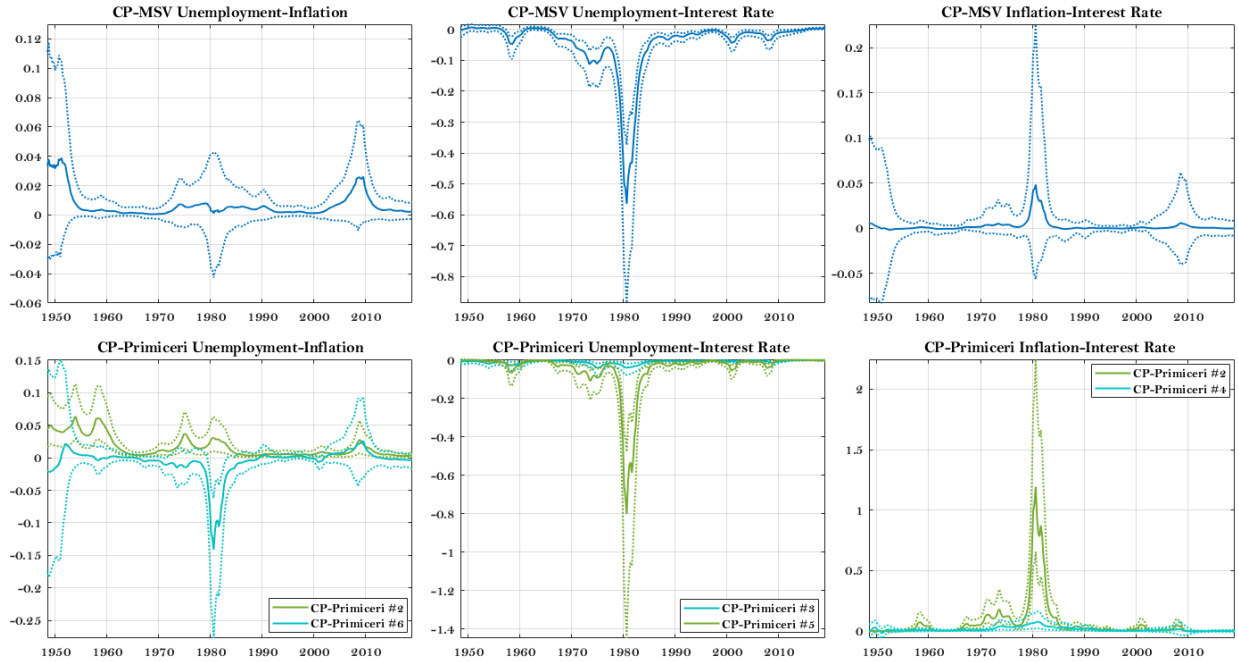 CP-MSV Unemployment-Inflation
0.12
0.1
0.08
0.06
0.04
0.02
0
-0.02
-0.04
-0.06
1950 1960 1970 1980 1990 2000 2010
CP-MSV Unemployment-Interest Rate
0
-0.1
-0.2
-0.3
-0.4
-0.5
-0.6
-0.7
-0.8
1950 1960 1970 1980 1990 2000 2010
CP-MSV Inflation-Interest Rate
0.2
0.15
0.1
0.05
0
-0.05
1950 1960 1970 1980 1990 2000 2010
CP-Primiceri Unemployment-Inflation
0.15
0.1
0.05
0
-0.05
-0.1
-0.15
-0.2
-0.25
CP-Primiceri #2
CP-Primiceri #6
1950 1960 1970 1980 1990 2000 2010
CP-Primiceri Unemployment-Interest Rate
0
-0.2
-0.4
-0.6
-0.8
-1
-1.2
-1.4
CP-Primiceri #3
CP-Primiceri #5
1950 1960 1970 1980 1990 2000 2010
CP-Primiceri Inflation-Interest Rate
CP-Primiceri #2
CP-Primiceri #4
2
1.5
1
0.5
0
1950 1960 1970 1980 1990 2000 2010